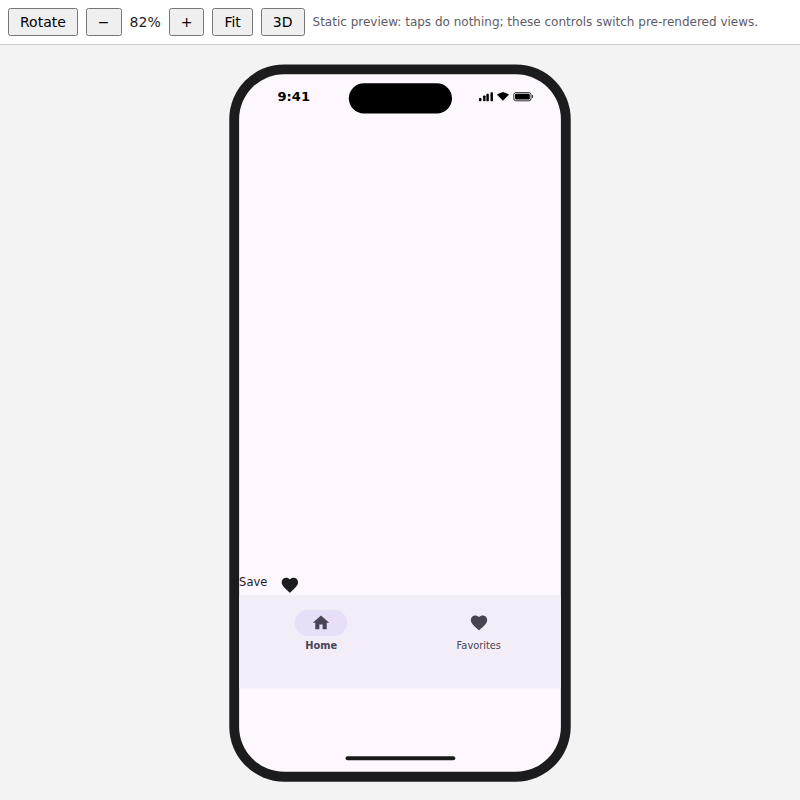 Rotate − 82% + Fit 3D Static preview: taps do nothing; these controls switch pre-rendered views.
9:41
Save
Home Favorites